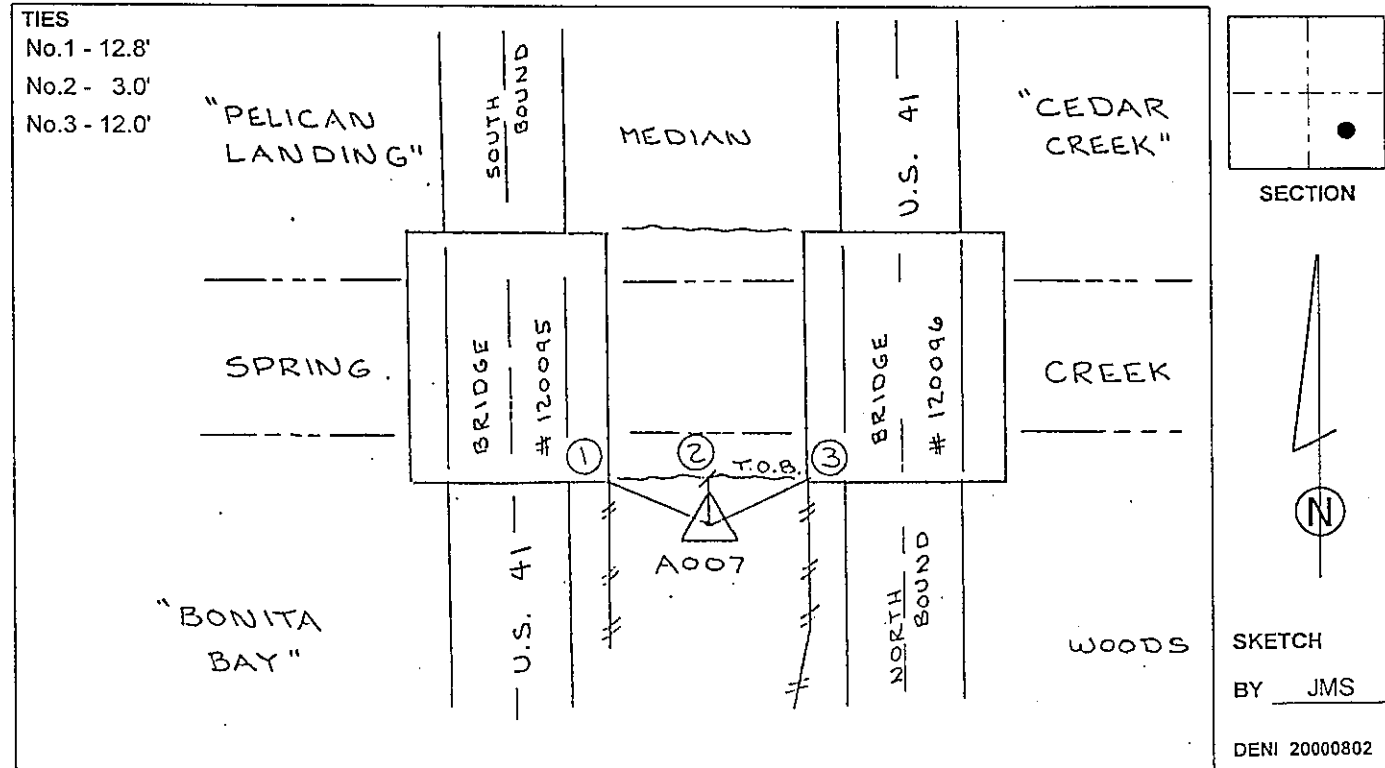 TIES
No.1 - 12.8'
No.2 - 3.0'
No.3 - 12.0'
"PELICAN
LANDING"
SOUTH
BOUND
MEDIAN
U.S. 41
"CEDAR
CREEK"
SECTION
SPRING
BRIDGE
# 120095
BRIDGE
# 120096
CREEK
1
2
T.O.B.
3
A007
N
"BONITA
BAY"
U.S. 41
NORTH
BOUND
WOODS
SKETCH
BY JMS
DENI 20000802